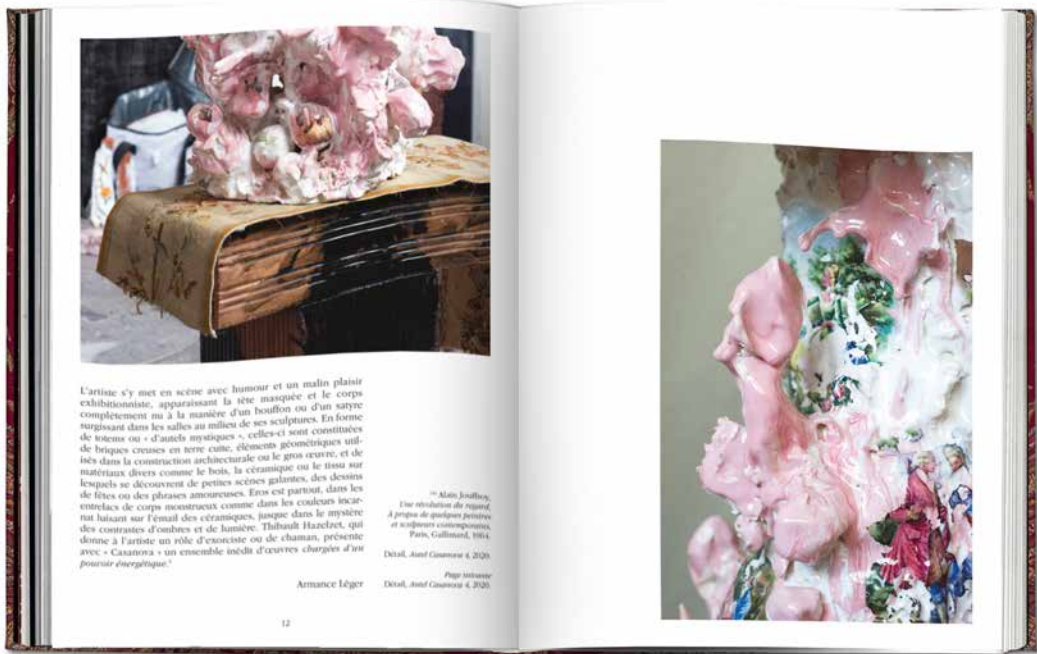 L'artiste s'y met en scène avec humour et un malin plaisir
exhibitionniste, apparaissant la tête masquée et le corps
complètement nu à la manière d'un bouffon ou d'un satyre
surgissant dans les salles au milieu de ses sculptures. En forme
de totems ou « d'autels mystiques », celles-ci sont constituées
de briques creuses en terre cuite, éléments géométriques util-
isés dans la construction architecturale ou le gros œuvre, et de
matériaux divers comme le bois, la céramique ou le tissu sur
lesquels se découvrent de petites scènes galantes, des dessins
de fêtes ou des phrases amoureuses. Eros est partout, dans les
entrelacs de corps monstrueux comme dans les couleurs incar-
nat luisant sur l'émail des céramiques, jusque dans le mystère
des contrastes d'ombres et de lumière. Thibault Hazelzet, qui
donne à l'artiste un rôle d'exorciste ou de chaman, présente
avec « Casanova » un ensemble inédit d'œuvres chargées d'un
pouvoir énergétique.
Armance Léger
12
Alain Jouffroy,
Une révolution du regard,
À propos de quelques peintres
et sculpteurs contemporains,
Paris, Gallimard, 1964.
Détail, Autel Casanova 4, 2020.
Page suivante
Détail, Autel Casanova 4, 2020.